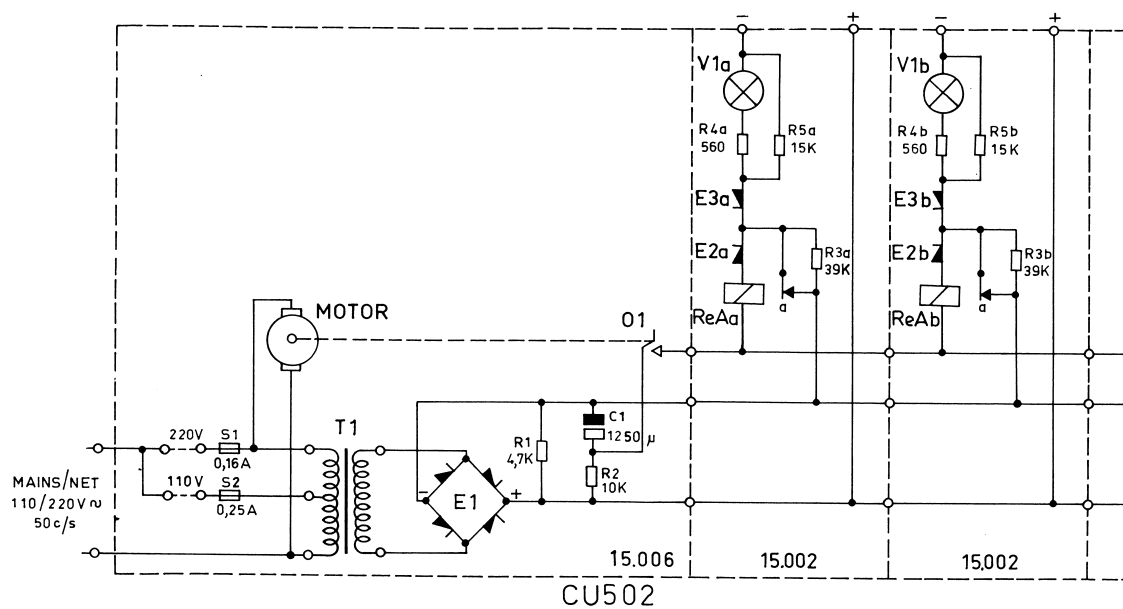 - + - +
V1a
R4a
560
R5a
15K
E3a
E2a
R3a
39K
ReAa
a
V1b
R4b
560
R5b
15K
E3b
E2b
R3b
39K
ReAb
a
MOTOR
O1
T1
220V
S1
0,16A
110V
S2
0,25A
MAINS/NET
110/220V ~
50c/s
- E1 +
R1
4,7K
C1
1250 μ
R2
10K
15.006
15.002
15.002
CU502